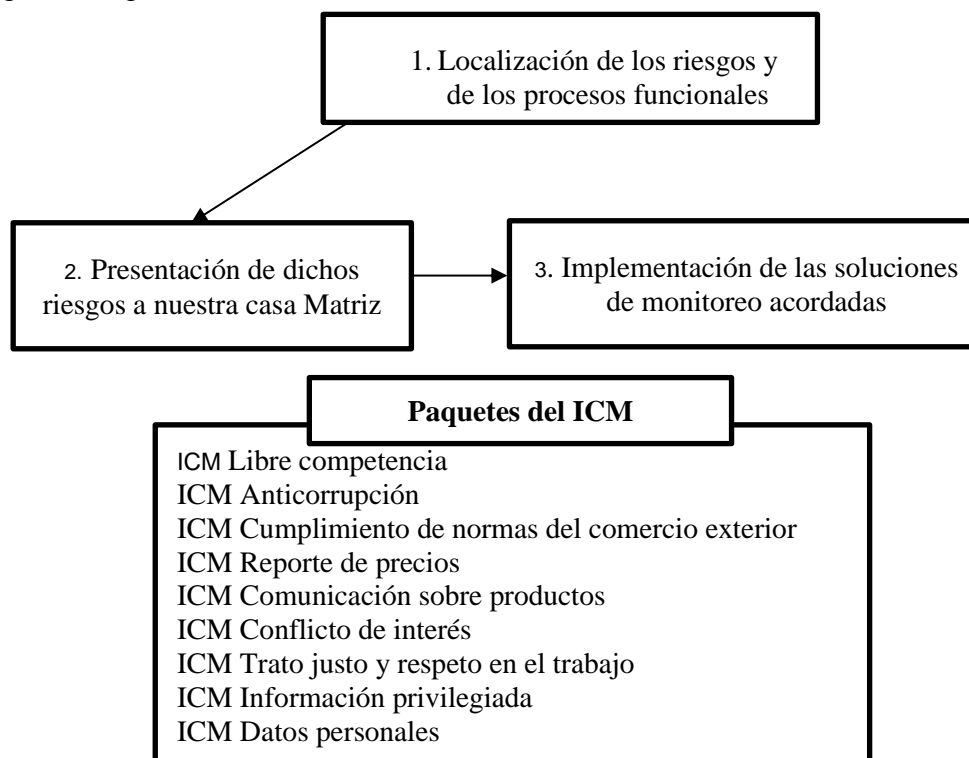 1. Localización de los riesgos y
de los procesos funcionales
2. Presentación de dichos
riesgos a nuestra casa Matriz
3. Implementación de las soluciones
de monitoreo acordadas
Paquetes del ICM
ICM Libre competencia
ICM Anticorrupción
ICM Cumplimiento de normas del comercio exterior
ICM Reporte de precios
ICM Comunicación sobre productos
ICM Conflicto de interés
ICM Trato justo y respeto en el trabajo
ICM Información privilegiada
ICM Datos personales